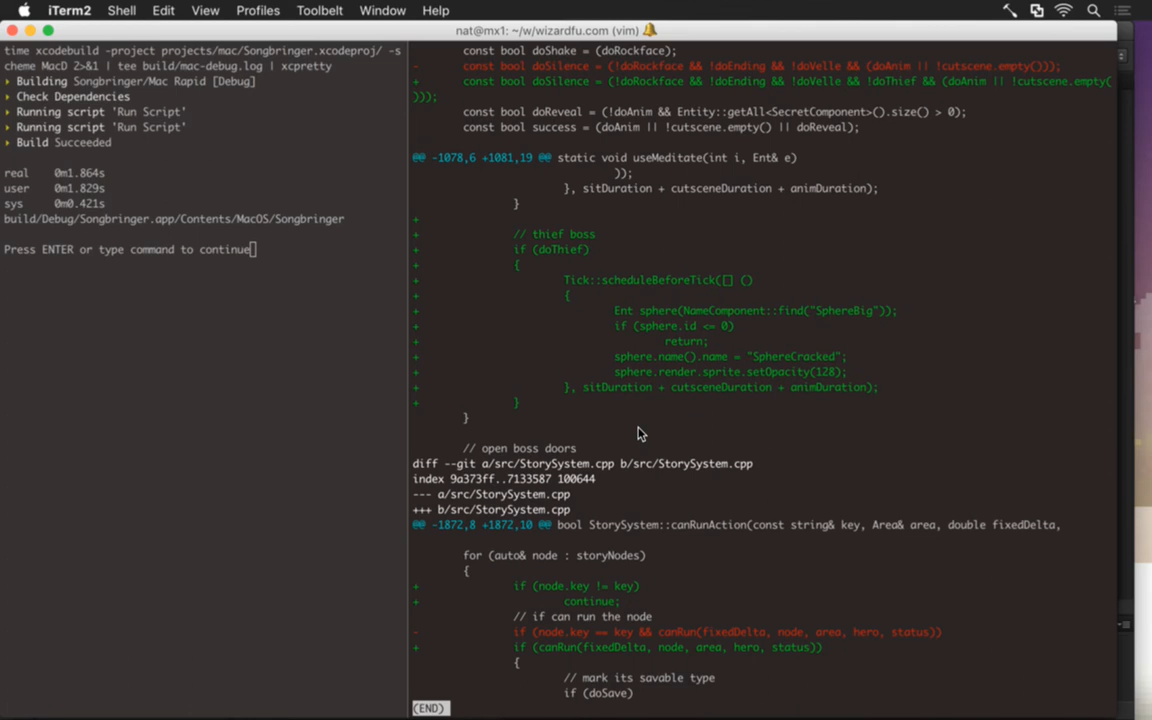 iTerm2 Shell Edit View Profiles Toolbelt Window Help
nat@mx1: ~/w/wizardfu.com (vim)
time xcodebuild -project projects/mac/Songbringer.xcodeproj/ -s
cheme MacD 2>&1 | tee build/mac-debug.log | xcpretty
Building Songbringer/Mac Rapid [Debug]
Check Dependencies
Running script 'Run Script'
Running script 'Run Script'
Build Succeeded
real 0m1.864s
user 0m1.829s
sys 0m0.421s
build/Debug/Songbringer.app/Contents/MacOS/Songbringer
Press ENTER or type command to continue
const bool doShake = (doRockface);
- const bool doSilence = (!doRockface && !doEnding && !doVelle && (doAnim || !cutscene.empty()));
+ const bool doSilence = (!doRockface && !doEnding && !doVelle && !doThief && (doAnim || !cutscene.empty(
)));
const bool doReveal = (!doAnim && Entity::getAll<SecretComponent>().size() > 0);
const bool success = (doAnim || !cutscene.empty() || doReveal);
@@ -1078,6 +1081,19 @@ static void useMeditate(int i, Ent& e)
));
}, sitDuration + cutsceneDuration + animDuration);
}
+
+ // thief boss
+ if (doThief)
+ {
+ Tick::scheduleBeforeTick([] ()
+ {
+ Ent sphere(NameComponent::find("SphereBig"));
+ if (sphere.id <= 0)
+ return;
+ sphere.name().name = "SphereCracked";
+ sphere.render.sprite.setOpacity(128);
+ }, sitDuration + cutsceneDuration + animDuration);
+ }
}
// open boss doors
diff --git a/src/StorySystem.cpp b/src/StorySystem.cpp
index 9a373ff..7133587 100644
--- a/src/StorySystem.cpp
+++ b/src/StorySystem.cpp
@@ -1872,8 +1872,10 @@ bool StorySystem::canRunAction(const string& key, Area& area, double fixedDelta,
for (auto& node : storyNodes)
{
+ if (node.key != key)
+ continue;
// if can run the node
- if (node.key == key && canRun(fixedDelta, node, area, hero, status))
+ if (canRun(fixedDelta, node, area, hero, status))
{
// mark its savable type
if (doSave)
(END)